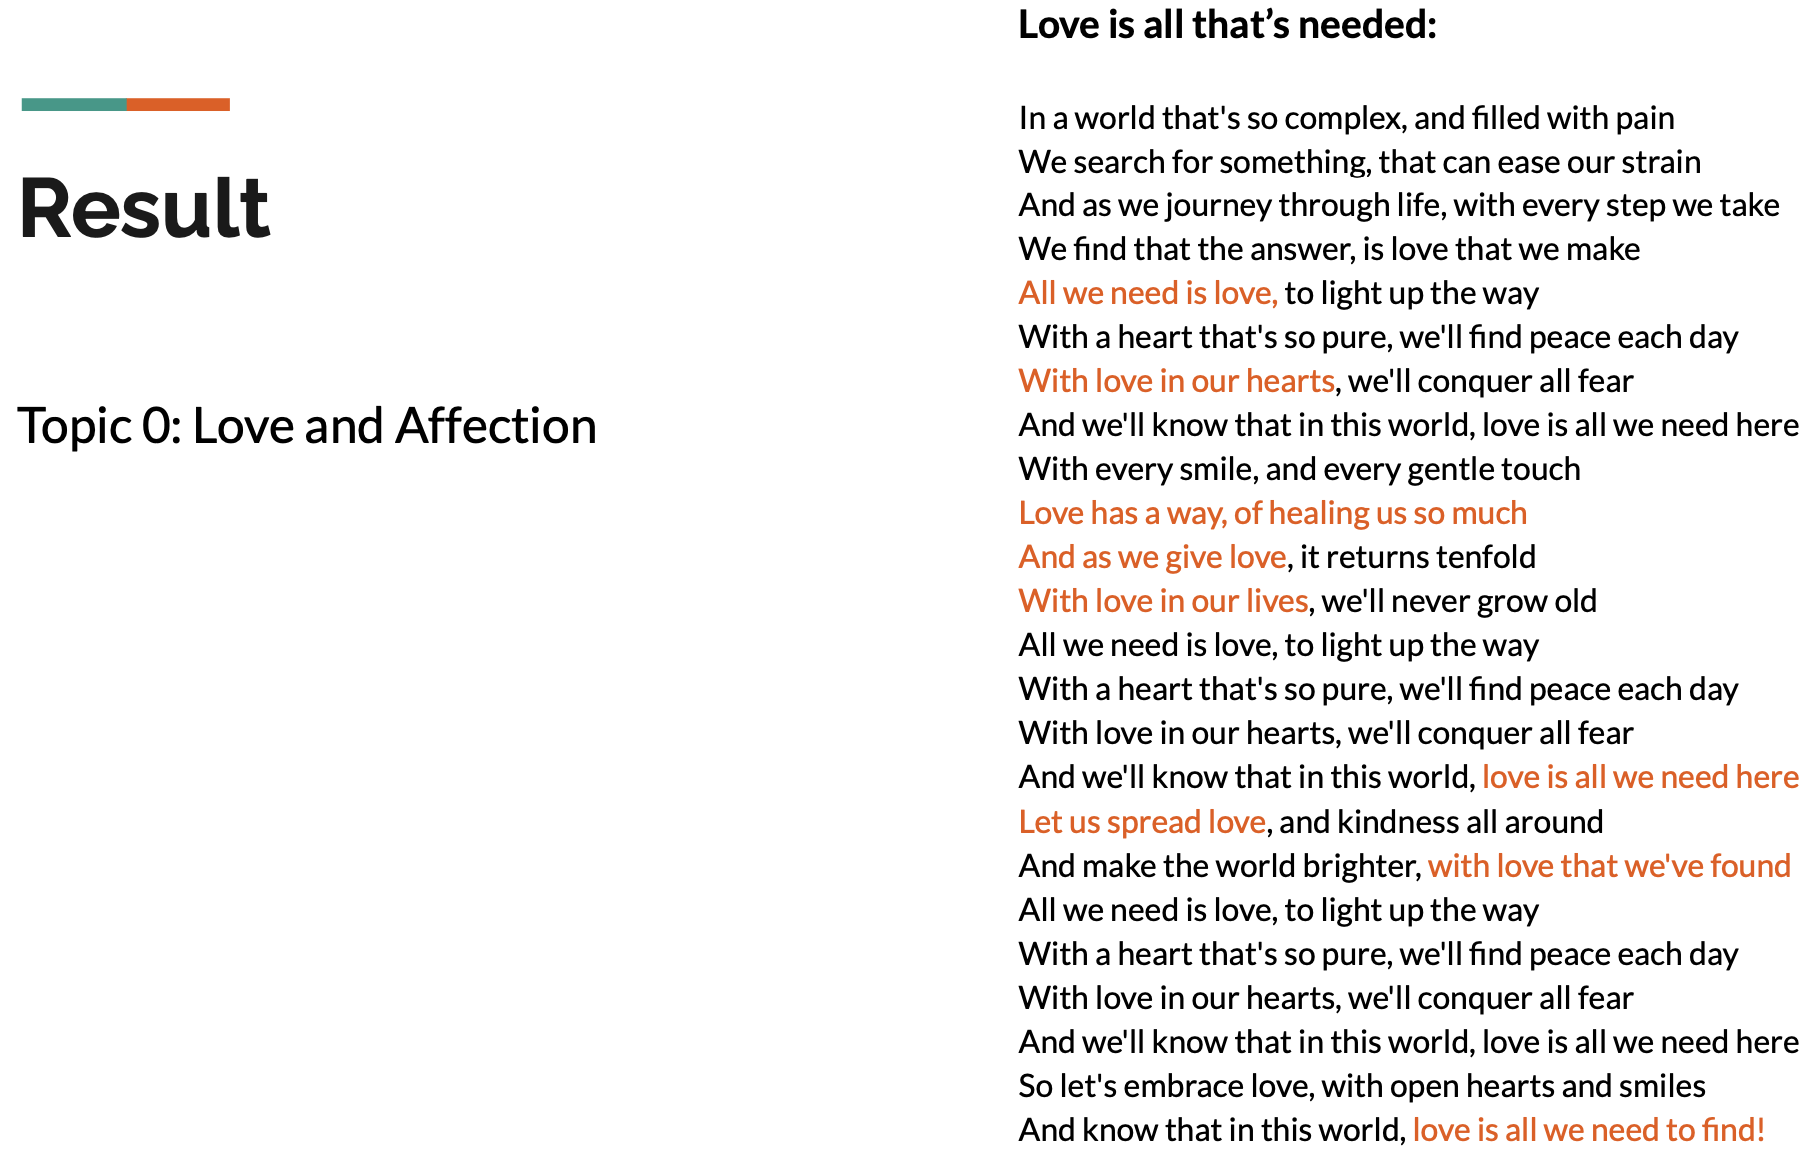 Result
Topic 0: Love and Affection
Love is all that’s needed:
In a world that's so complex, and filled with pain
We search for something, that can ease our strain
And as we journey through life, with every step we take
We find that the answer, is love that we make
All we need is love, to light up the way
With a heart that's so pure, we'll find peace each day
With love in our hearts, we'll conquer all fear
And we'll know that in this world, love is all we need here
With every smile, and every gentle touch
Love has a way, of healing us so much
And as we give love, it returns tenfold
With love in our lives, we'll never grow old
All we need is love, to light up the way
With a heart that's so pure, we'll find peace each day
With love in our hearts, we'll conquer all fear
And we'll know that in this world, love is all we need here
Let us spread love, and kindness all around
And make the world brighter, with love that we've found
All we need is love, to light up the way
With a heart that's so pure, we'll find peace each day
With love in our hearts, we'll conquer all fear
And we'll know that in this world, love is all we need here
So let's embrace love, with open hearts and smiles
And know that in this world, love is all we need to find!